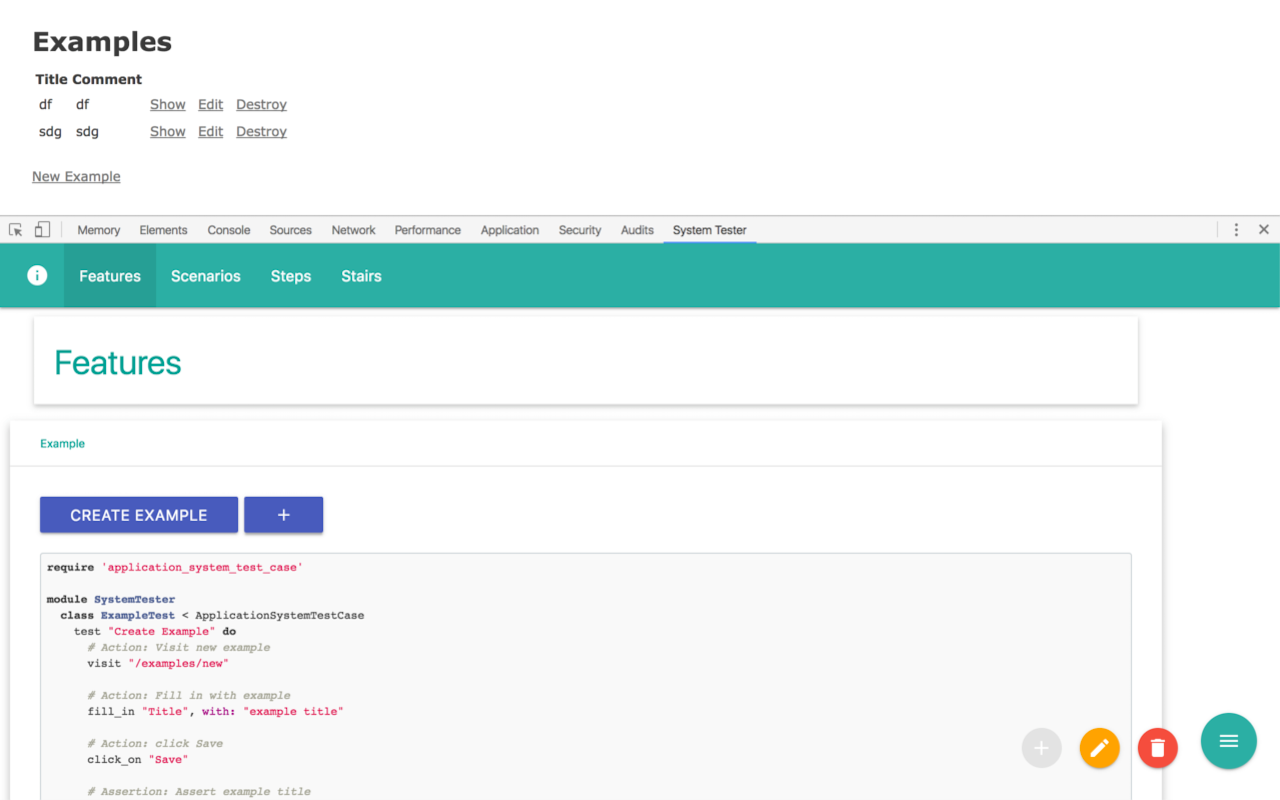 Examples
Title Comment
df df Show Edit Destroy
sdg sdg Show Edit Destroy
New Example
Memory Elements Console Sources Network Performance Application Security Audits System Tester
Features Scenarios Steps Stairs
Features
Example
CREATE EXAMPLE +
require 'application_system_test_case'
module SystemTester
class ExampleTest < ApplicationSystemTestCase
test "Create Example" do
# Action: Visit new example
visit "/examples/new"
# Action: Fill in with example
fill_in "Title", with: "example title"
# Action: click Save
click_on "Save"
# Assertion: Assert example title